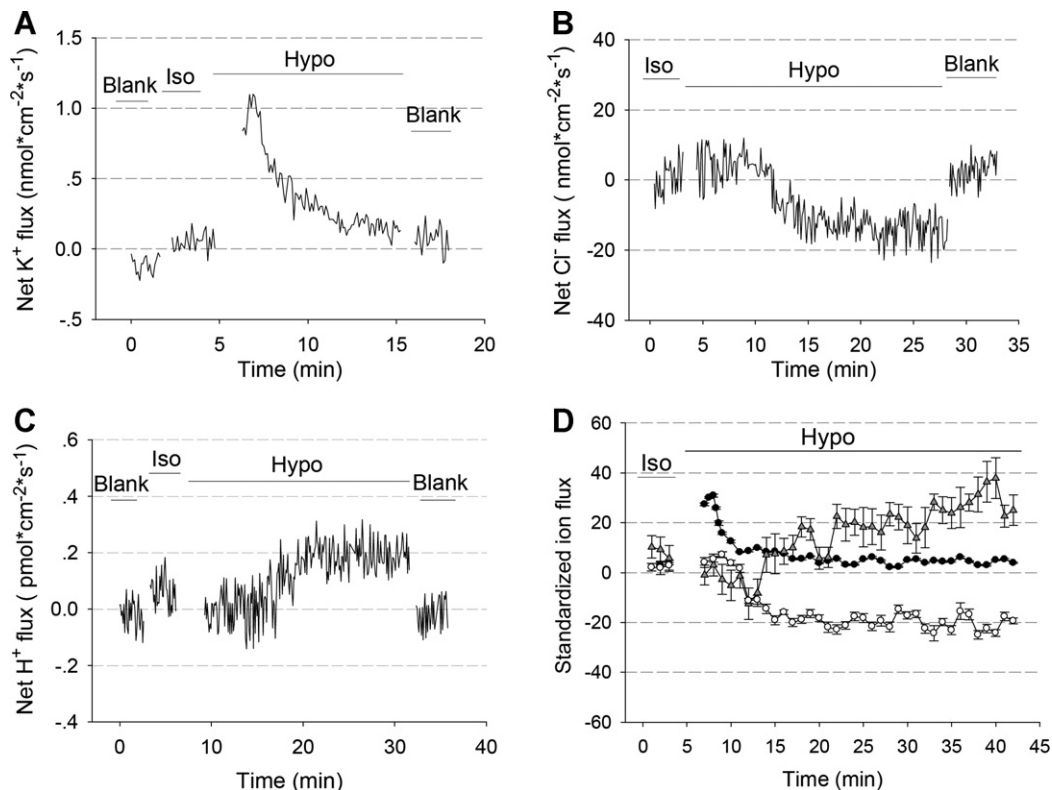 A
Net K+ flux (nmol*cm-2*s-1)
1.5
1.0
.5
0.0
-.5
Blank
Iso
Hypo
Blank
0 5 10 15 20
Time (min)
B
Net Cl- flux ( nmol*cm-2*s-1)
40
20
0
-20
-40
Iso
Hypo
Blank
0 5 10 15 20 25 30 35
Time (min)
C
Net H+ flux ( pmol*cm-2*s-1)
.6
.4
.2
0.0
-.2
-.4
Blank
Iso
Hypo
Blank
0 10 20 30 40
Time (min)
D
Standardized ion flux
60
40
20
0
-20
-40
-60
Iso
Hypo
0 5 10 15 20 25 30 35 40 45
Time (min)